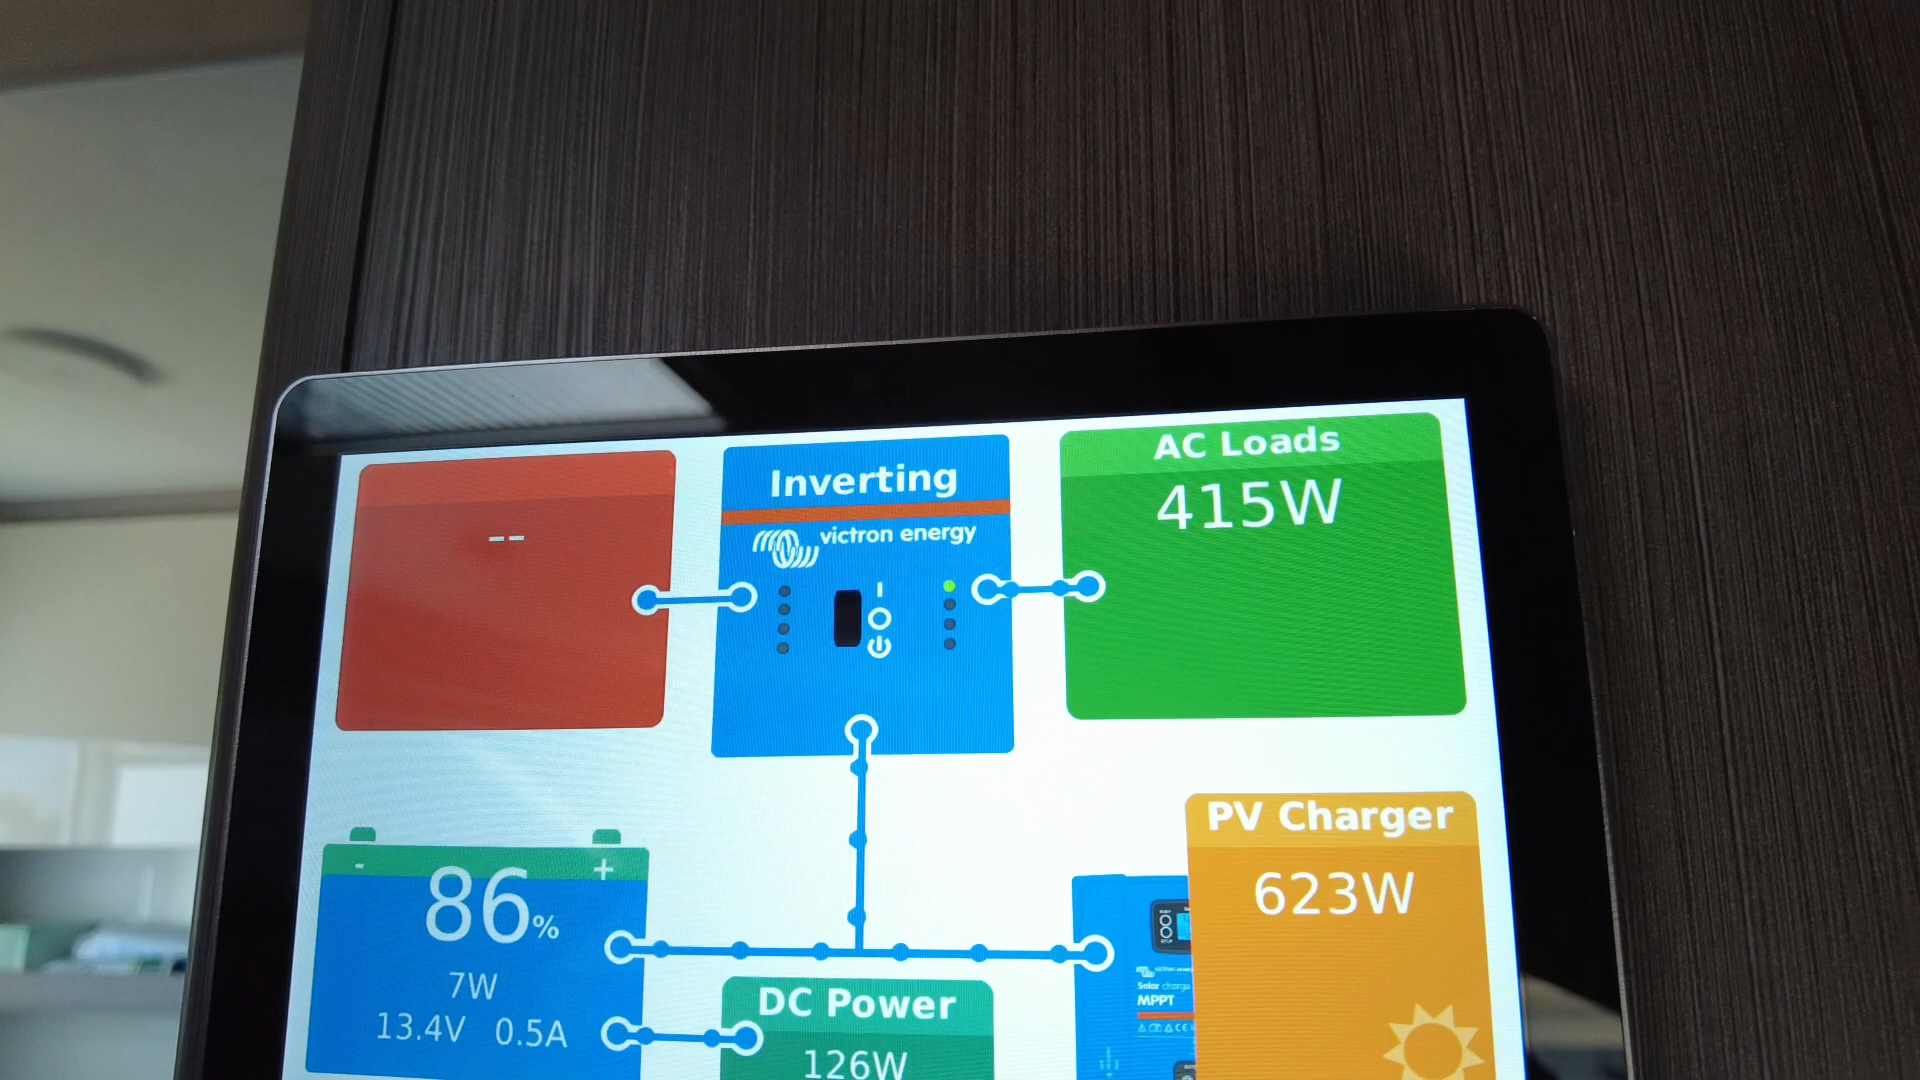 --
Inverting
victron energy
AC Loads
415W
- +
86%
7W
13.4V 0.5A
DC Power
126W
PV Charger
623W
Solar charge
MPPT